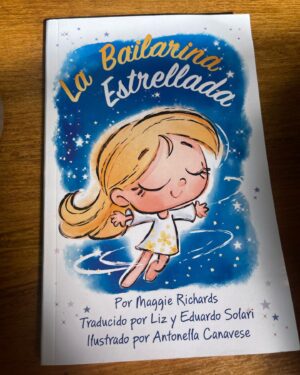 La Bailarina
Estrellada
Por Maggie Richards
Traducido por Liz y Eduardo Solari
Ilustrado por Antonella Canavese